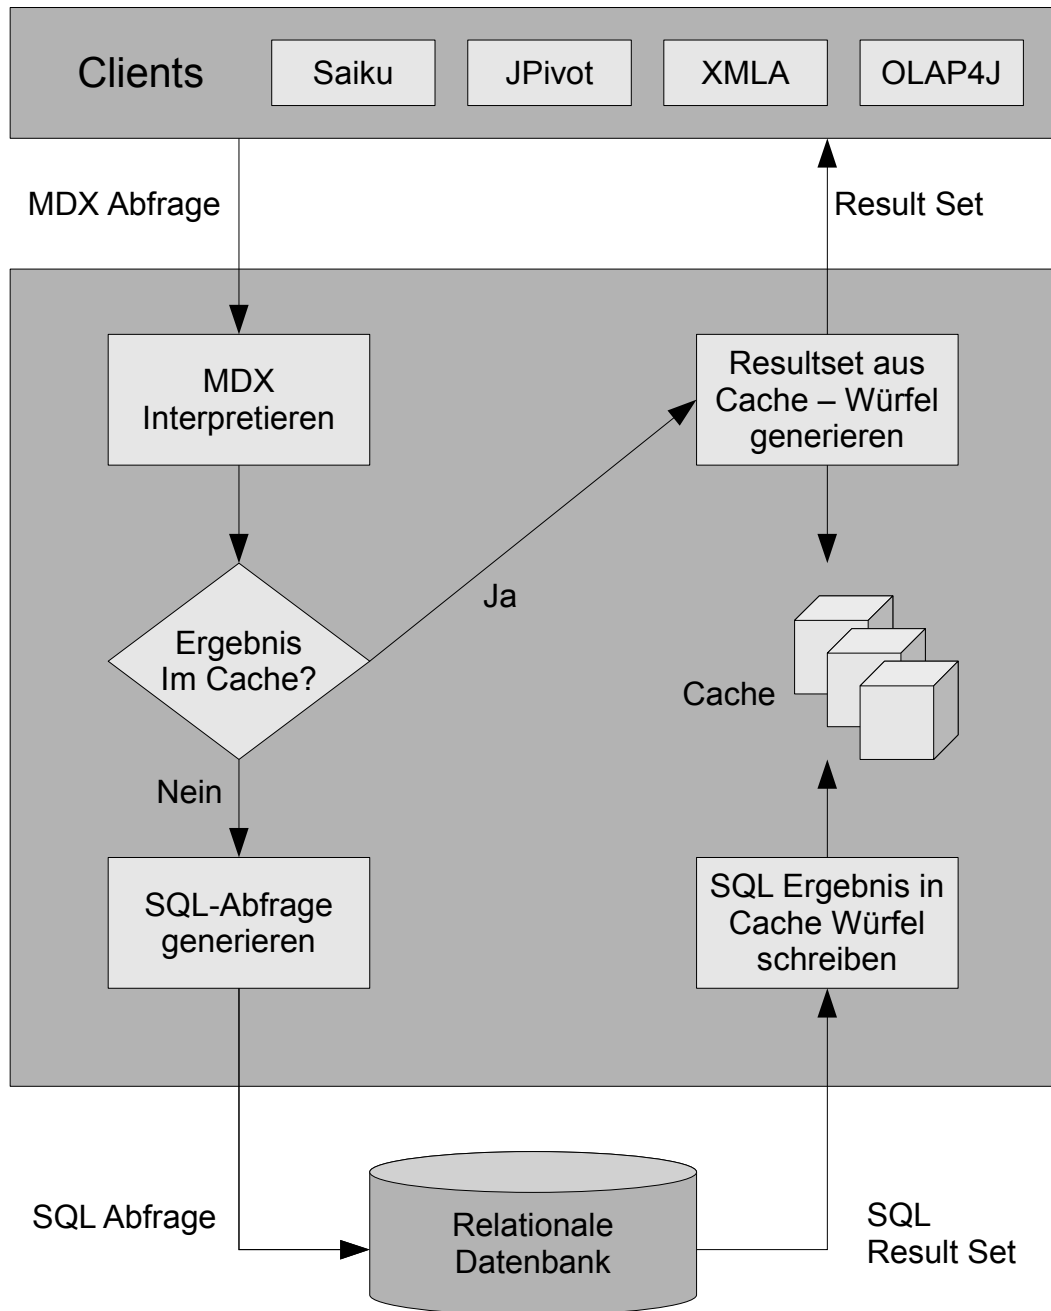 Clients
Saiku
JPivot
XMLA
OLAP4J
MDX Abfrage
Result Set
MDX
Interpretieren
Resultset aus
Cache – Würfel
generieren
Ja
Ergebnis
Im Cache?
Cache
Nein
SQL-Abfrage
generieren
SQL Ergebnis in
Cache Würfel
schreiben
SQL Abfrage
Relationale
Datenbank
SQL
Result Set